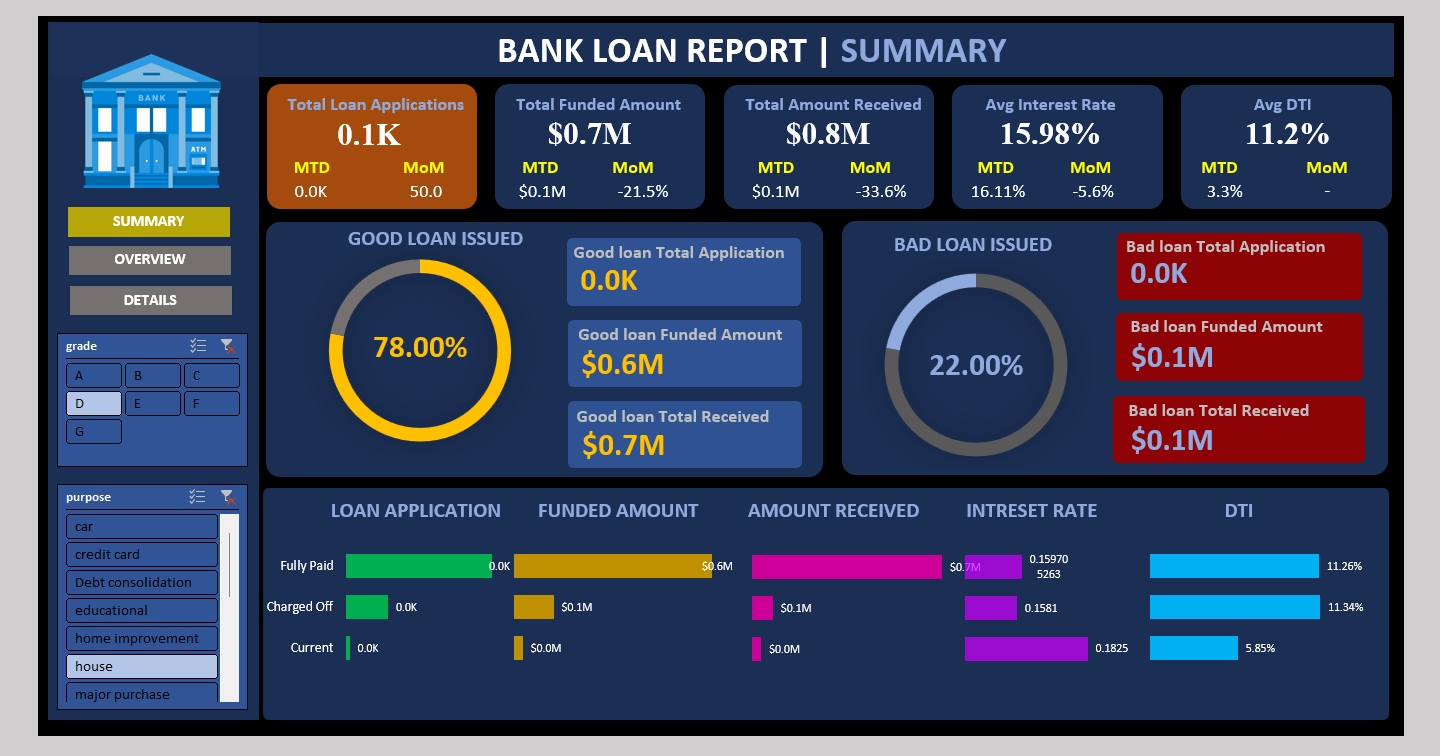 BANK LOAN REPORT | SUMMARY
BANK
ATM
SUMMARY
OVERVIEW
DETAILS
grade
A B C
D E F
G
purpose
car
credit card
Debt consolidation
educational
home improvement
house
major purchase
Total Loan Applications
0.1K
MTD MoM
0.0K 50.0
Total Funded Amount
$0.7M
MTD MoM
$0.1M -21.5%
Total Amount Received
$0.8M
MTD MoM
$0.1M -33.6%
Avg Interest Rate
15.98%
MTD MoM
16.11% -5.6%
Avg DTI
11.2%
MTD MoM
3.3% -
GOOD LOAN ISSUED
78.00%
Good loan Total Application
0.0K
Good loan Funded Amount
$0.6M
Good loan Total Received
$0.7M
BAD LOAN ISSUED
22.00%
Bad loan Total Application
0.0K
Bad loan Funded Amount
$0.1M
Bad loan Total Received
$0.1M
LOAN APPLICATION FUNDED AMOUNT AMOUNT RECEIVED INTRESET RATE DTI
Fully Paid 0.0K $0.6M $0.7M 0.15970
5263 11.26%
Charged Off 0.0K $0.1M $0.1M 0.1581 11.34%
Current 0.0K $0.0M $0.0M 0.1825 5.85%